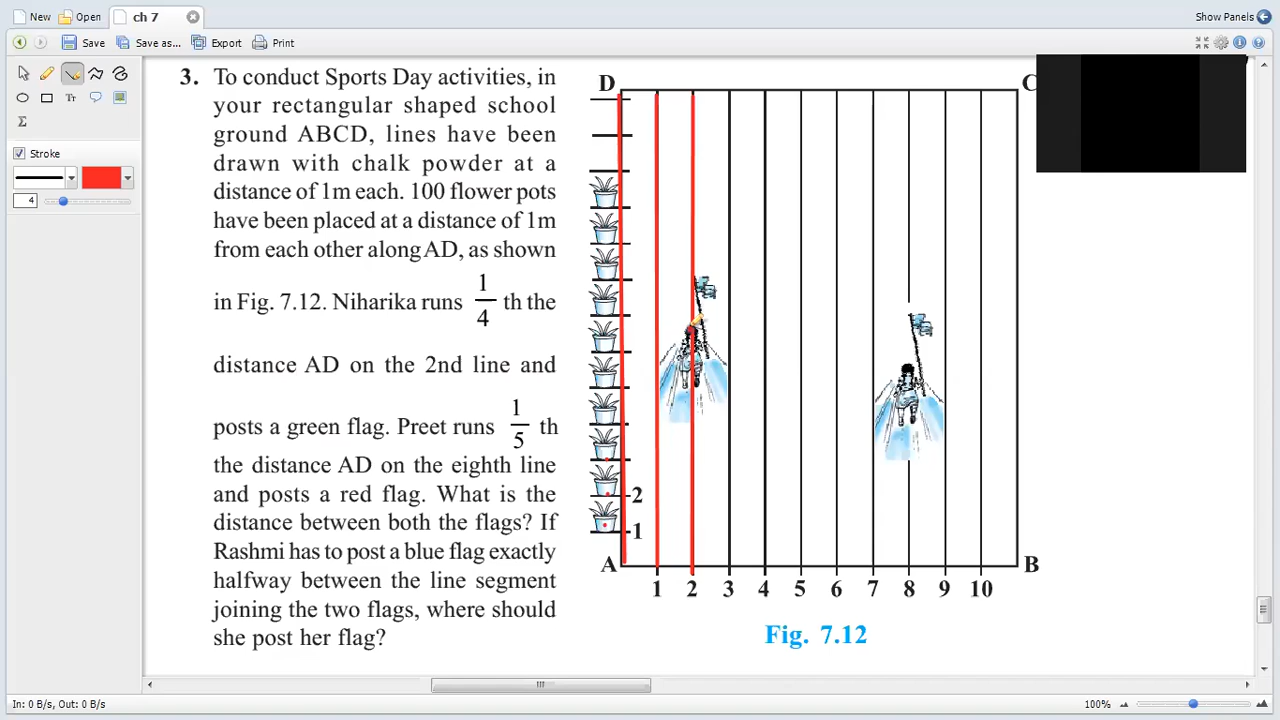 New Open ch 7 Show Panels
Save Save as... Export Print
Tr
Σ
Stroke
4
3. To conduct Sports Day activities, in
your rectangular shaped school
ground ABCD, lines have been
drawn with chalk powder at a
distance of 1m each. 100 flower pots
have been placed at a distance of 1m
from each other along AD, as shown
in Fig. 7.12. Niharika runs 1/4 th the
distance AD on the 2nd line and
posts a green flag. Preet runs 1/5 th
the distance AD on the eighth line
and posts a red flag. What is the
distance between both the flags? If
Rashmi has to post a blue flag exactly
halfway between the line segment
joining the two flags, where should
she post her flag?
D C
2
1
A B
1 2 3 4 5 6 7 8 9 10
Fig. 7.12
In: 0 B/s, Out: 0 B/s 100%